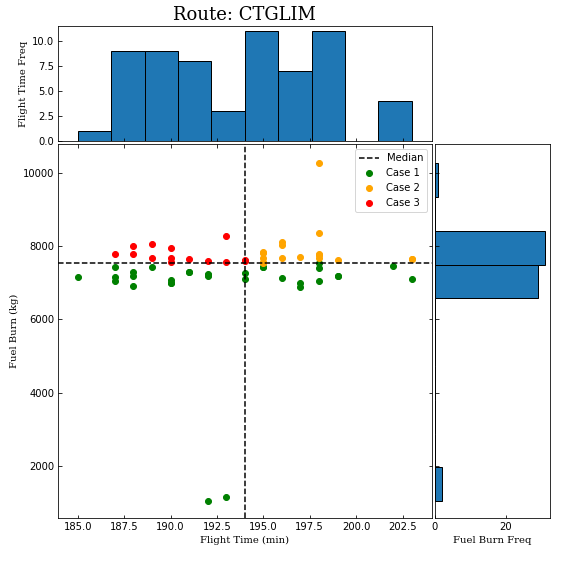 Route: CTGLIM
Flight Time Freq
10.0
7.5
5.0
2.5
0.0
Median
Case 1
Case 2
Case 3
Fuel Burn (kg)
10000
8000
6000
4000
2000
185.0 187.5 190.0 192.5 195.0 197.5 200.0 202.5
Flight Time (min)
0 20
Fuel Burn Freq